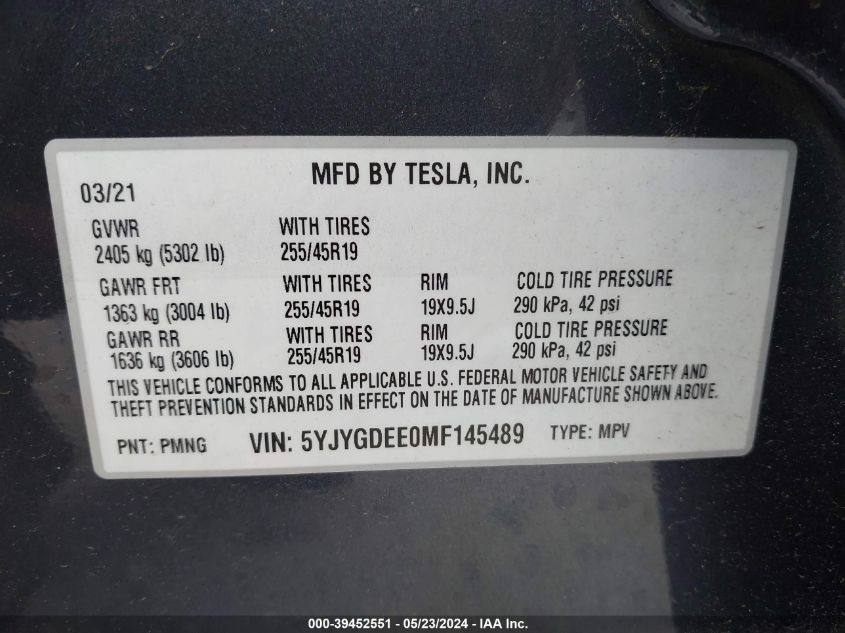 MFD BY TESLA, INC.
03/21
GVWR WITH TIRES
2405 kg (5302 lb) 255/45R19
GAWR FRT WITH TIRES RIM COLD TIRE PRESSURE
1363 kg (3004 lb) 255/45R19 19X9.5J 290 kPa, 42 psi
GAWR RR WITH TIRES RIM COLD TIRE PRESSURE
1636 kg (3606 lb) 255/45R19 19X9.5J 290 kPa, 42 psi
THIS VEHICLE CONFORMS TO ALL APPLICABLE U.S. FEDERAL MOTOR VEHICLE SAFETY AND
THEFT PREVENTION STANDARDS IN EFFECT ON THE DATE OF MANUFACTURE SHOWN ABOVE.
PNT: PMNG VIN: 5YJYGDEE0MF145489 TYPE: MPV
000-39452551 - 05/23/2024 - IAA Inc.